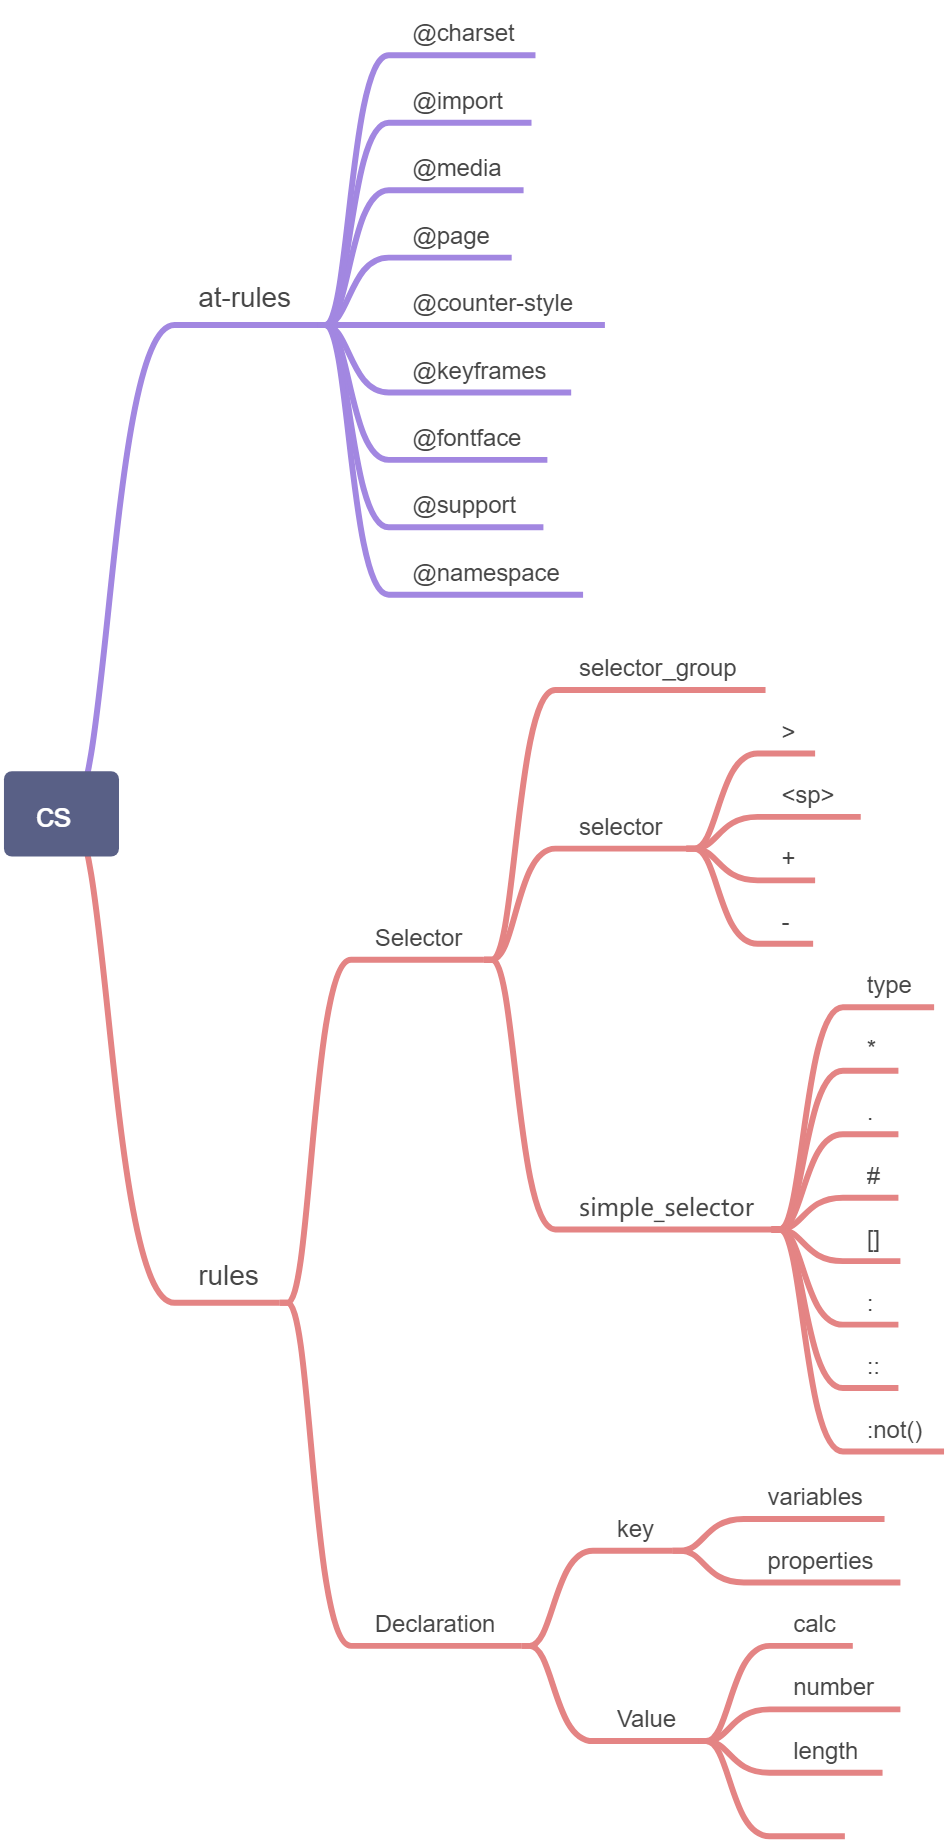 @charset
@import
@media
@page
at-rules
@counter-style
@keyframes
@fontface
@support
@namespace
selector_group
>
<sp>
selector
+
-
CS
Selector
type
*
.
#
simple_selector
[]
:
::
:not()
rules
variables
key
properties
Declaration
calc
number
Value
length